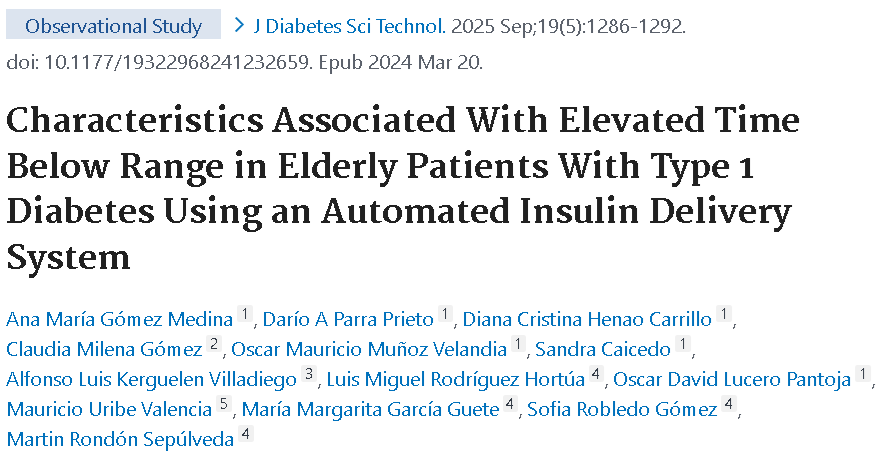 Observational Study > J Diabetes Sci Technol. 2025 Sep;19(5):1286-1292.
doi: 10.1177/19322968241232659. Epub 2024 Mar 20.
Characteristics Associated With Elevated Time
Below Range in Elderly Patients With Type 1
Diabetes Using an Automated Insulin Delivery
System
Ana María Gómez Medina 1, Darío A Parra Prieto 1, Diana Cristina Henao Carrillo 1,
Claudia Milena Gómez 2, Oscar Mauricio Muñoz Velandia 1, Sandra Caicedo 1,
Alfonso Luis Kerguelen Villadiego 3, Luis Miguel Rodríguez Hortúa 4, Oscar David Lucero Pantoja 1,
Mauricio Uribe Valencia 5, María Margarita García Guete 4, Sofia Robledo Gómez 4,
Martin Rondón Sepúlveda 4